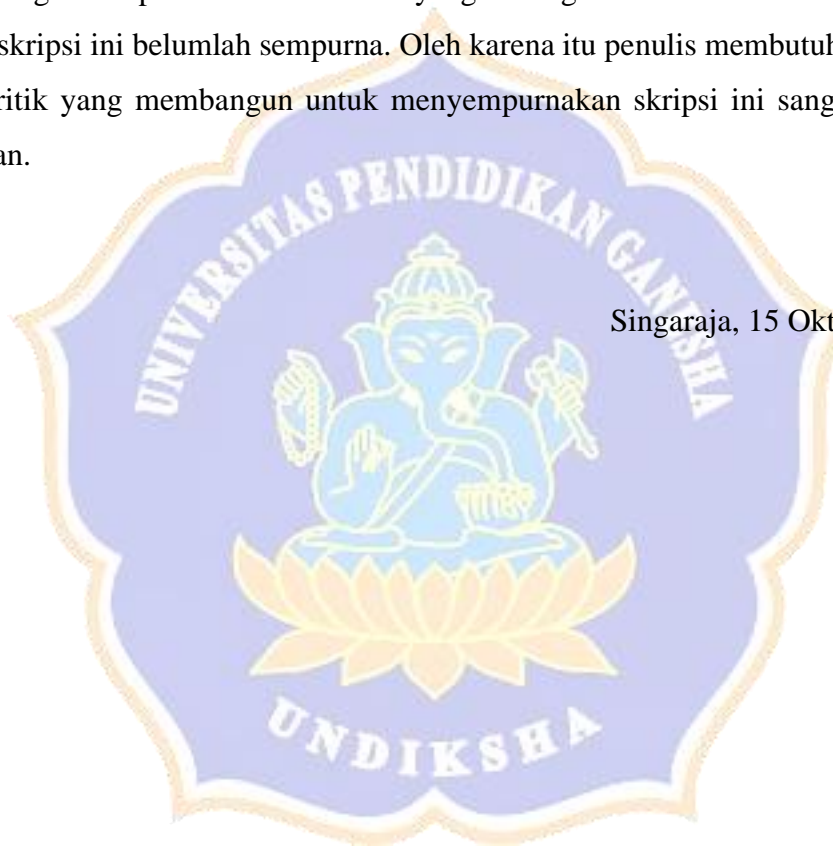 skripsi ini belumlah sempurna. Oleh karena itu penulis membutuh
ritik yang membangun untuk menyempurnakan skripsi ini sang
an.
UNIVERSITAS PENDIDIKAN GANESHA
Singaraja, 15 Okt
UNDIKSHA